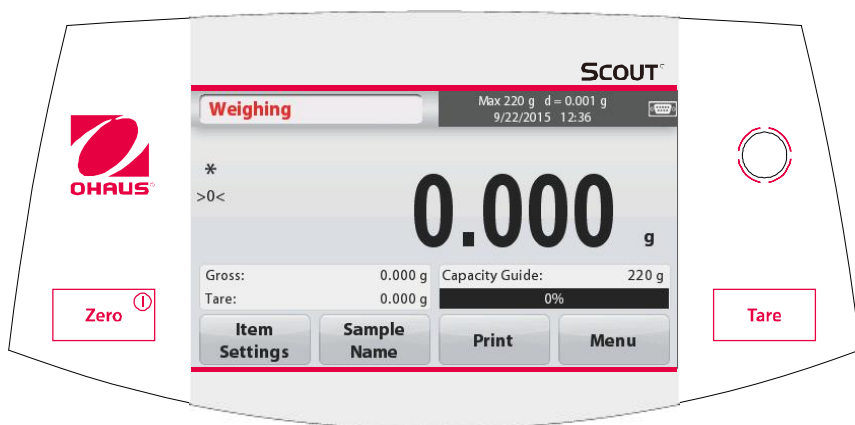 SCOUT
Weighing
Max 220 g d = 0.001 g
9/22/2015 12:36
OHAUS
*
>0<
0.000 g
Gross: 0.000 g
Tare: 0.000 g
Capacity Guide: 220 g
0%
Zero
Tare
Item Settings
Sample Name
Print
Menu